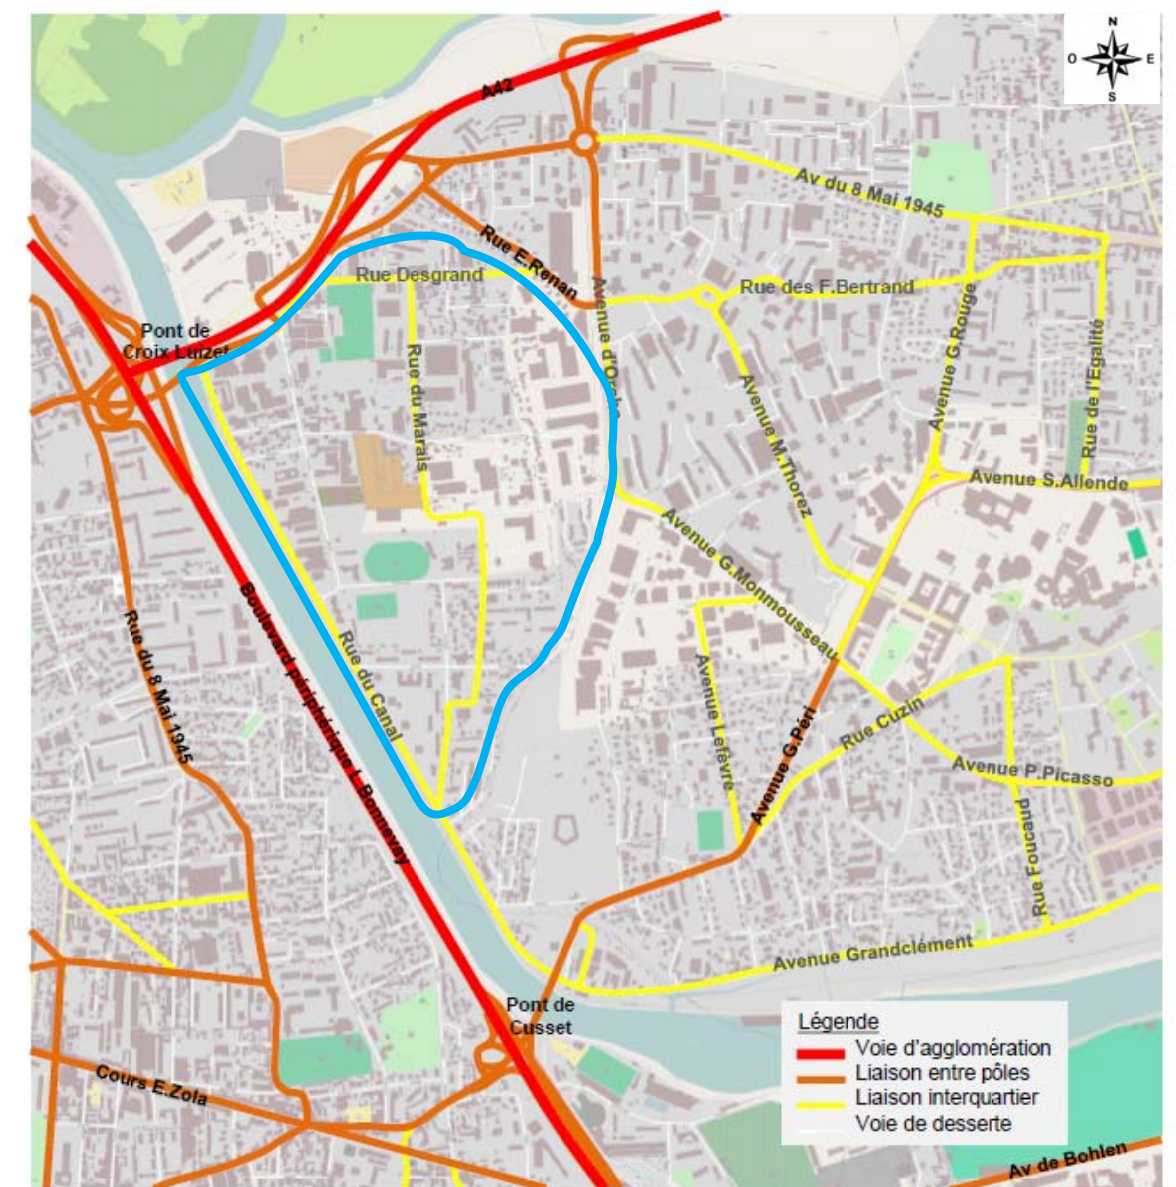 N
O
E
S
A42
Av du 8 Mai 1945
Rue E.Renan
Rue Desgrand
Avenue d'Orcha
Rue des F.Bertrand
Avenue G.Rouge
Rue de l'Egalité
Pont de
Croix Luizet
Rue du Marais
Avenue M.Thorez
Avenue S.Allende
Avenue G.Monmousseau
Boulevard périphérique L. Bonnevay
Rue du 8 Mai 1945
Rue du Canal
Avenue Lefèvre
Avenue G.Péri
Rue Cuzin
Avenue P.Picasso
Rue Foucaud
Avenue Grandclément
Pont de
Cusset
Cours E.Zola
Légende
Voie d'agglomération
Liaison entre pôles
Liaison interquartier
Voie de desserte
Av de Bohlen